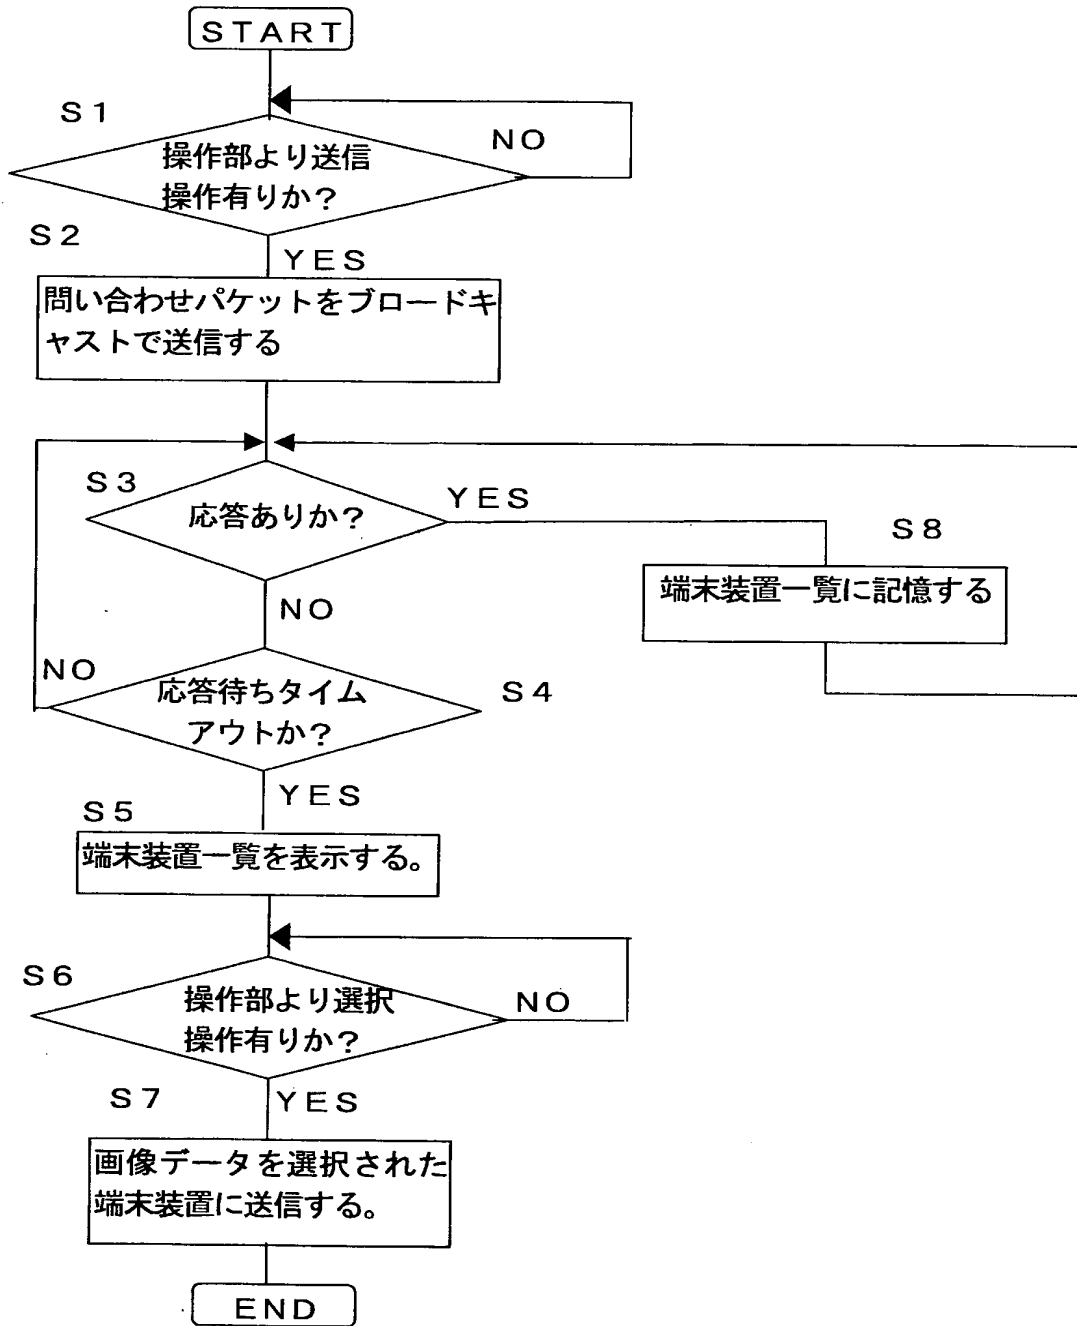 START
S1
NO
操作部より送信
操作有りか？
S2
YES
問い合わせパケットをブロードキ
ャストで送信する
S3
YES
応答ありか？
S8
端末装置一覧に記憶する
NO
NO
応答待ちタイム
アウトか？
S4
YES
S5
端末装置一覧を表示する。
S6
操作部より選択
操作有りか？
NO
S7
YES
画像データを選択された
端末装置に送信する。
END